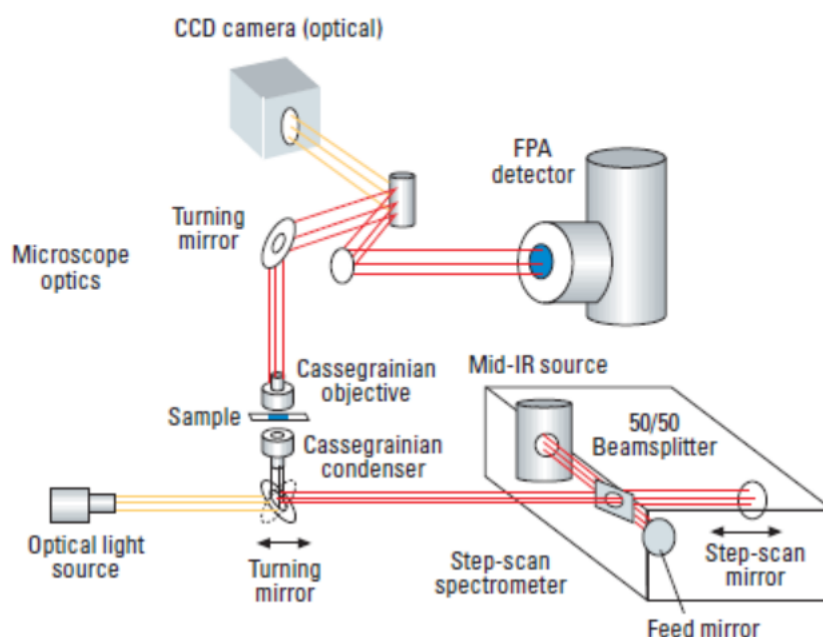 CCD camera (optical)
FPA
detector
Turning
mirror
Microscope
optics
Mid-IR source
Cassegrainian
objective
50/50
Beamsplitter
Sample
Cassegrainian
condenser
Optical light
source
Turning
mirror
Step-scan
spectrometer
Step-scan
mirror
Feed mirror